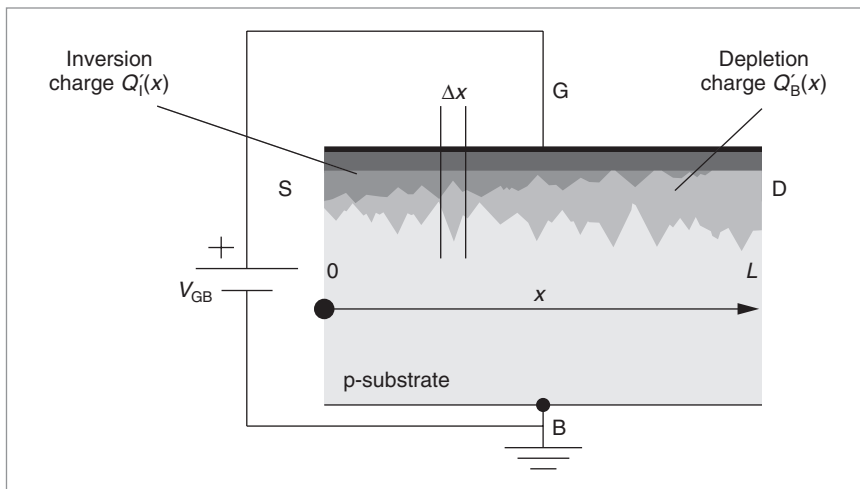 Inversion
charge Q′I(x)
Depletion
charge Q′B(x)
Δx
G
S
D
+
VGB
0
L
x
p-substrate
B